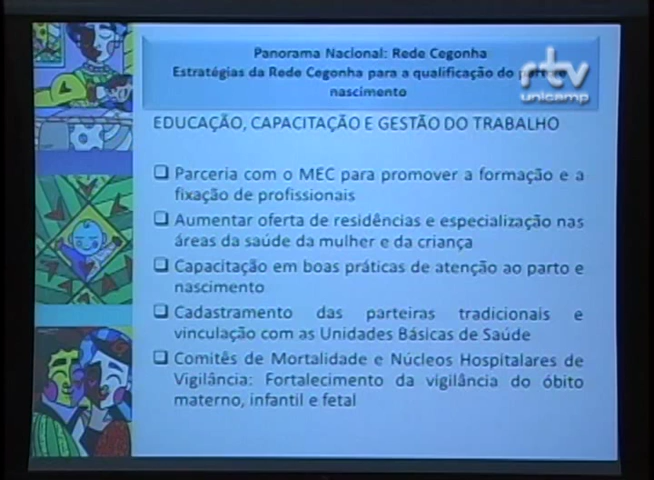 Panorama Nacional: Rede Cegonha
Estratégias da Rede Cegonha para a qualificação do parto e
nascimento
rtv
unicamp
EDUCAÇÃO, CAPACITAÇÃO E GESTÃO DO TRABALHO
❑ Parceria com o MEC para promover a formação e a
fixação de profissionais
❑ Aumentar oferta de residências e especialização nas
áreas da saúde da mulher e da criança
❑ Capacitação em boas práticas de atenção ao parto e
nascimento
❑ Cadastramento das parteiras tradicionais e
vinculação com as Unidades Básicas de Saúde
❑ Comitês de Mortalidade e Núcleos Hospitalares de
Vigilância: Fortalecimento da vigilância do óbito
materno, infantil e fetal